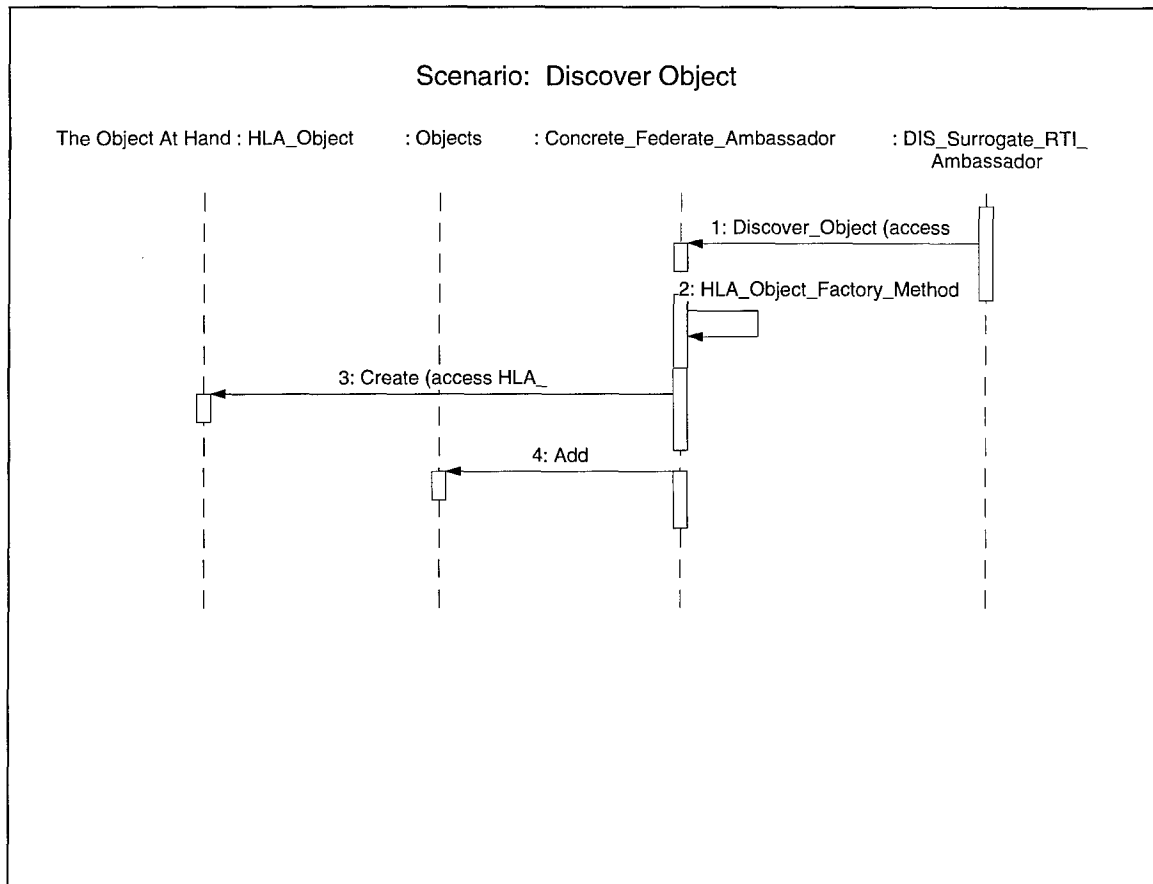 Scenario: Discover Object
The Object At Hand : HLA_Object
: Objects
: Concrete_Federate_Ambassador
: DIS_Surrogate_RTI_
Ambassador
1: Discover_Object (access
2: HLA_Object_Factory_Method
3: Create (access HLA_
4: Add